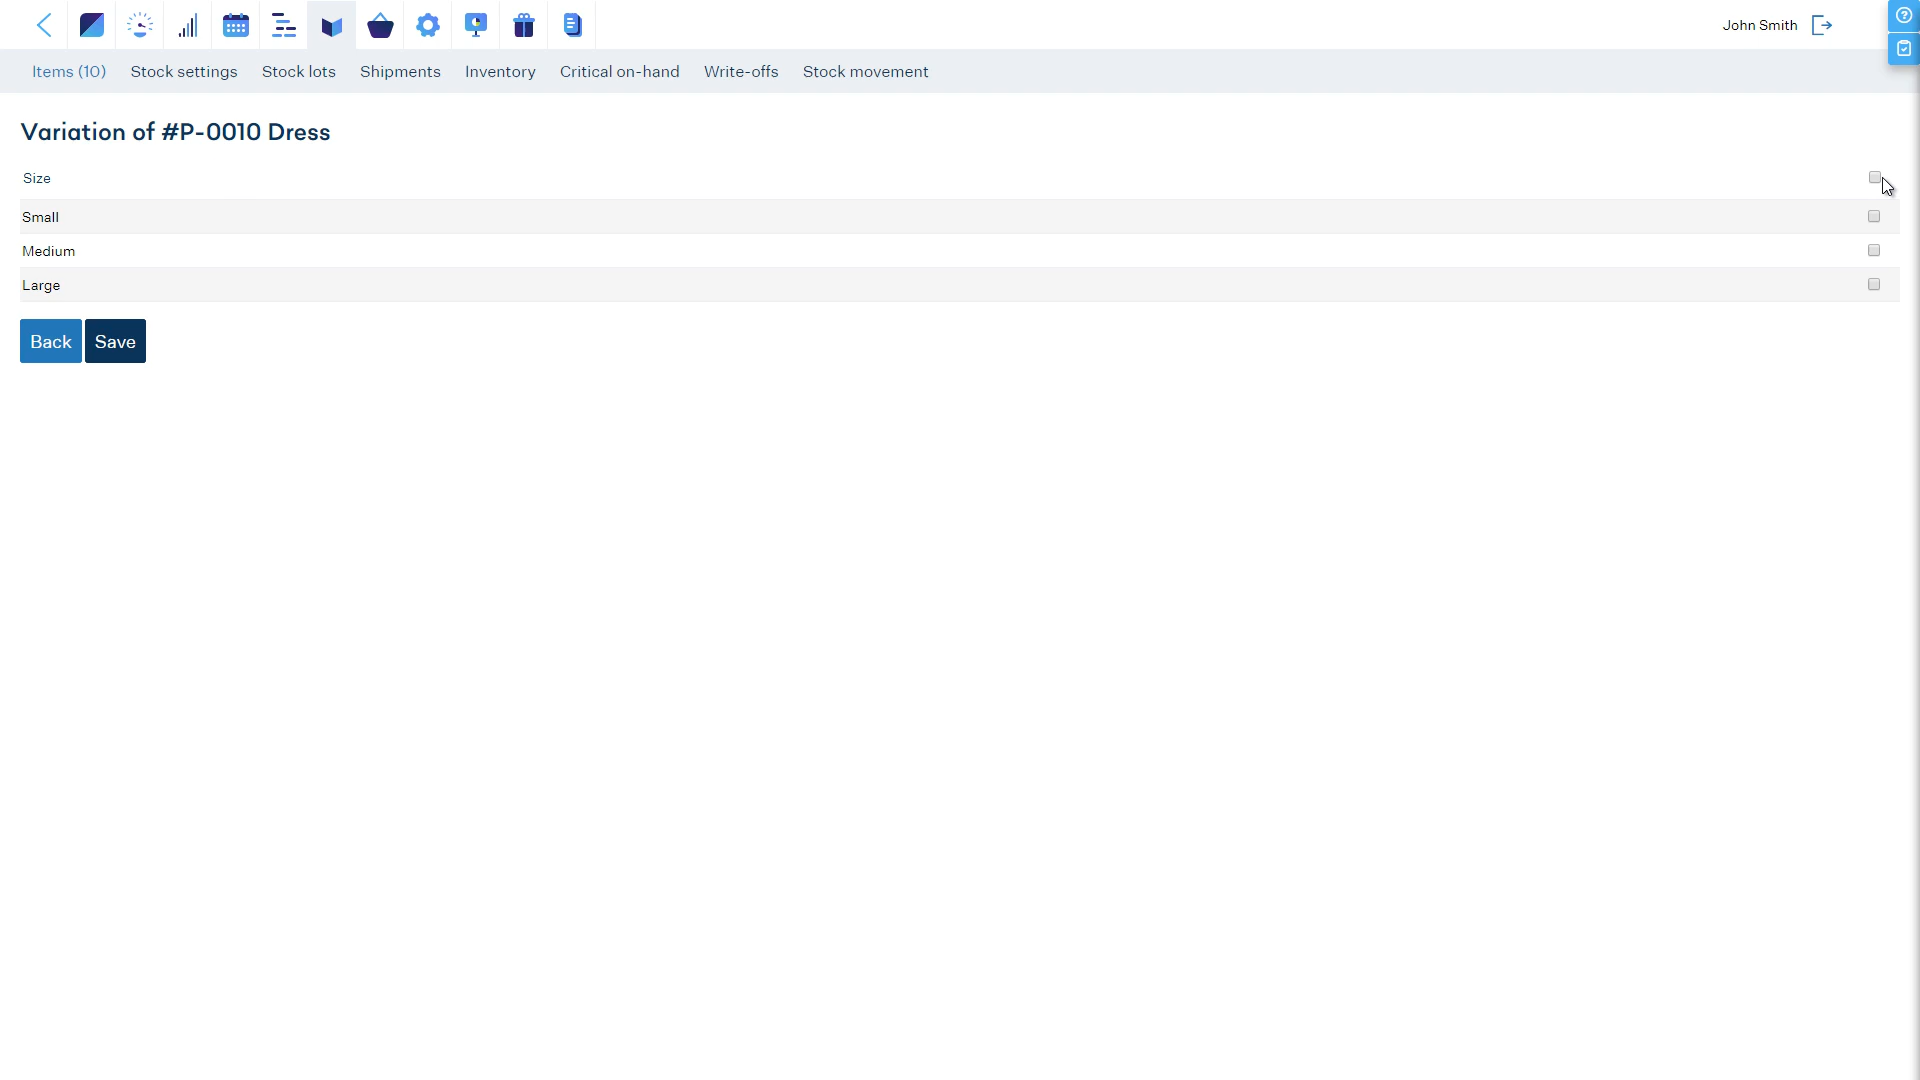 John Smith
Items (10) Stock settings Stock lots Shipments Inventory Critical on-hand Write-offs Stock movement
Variation of #P-0010 Dress
Size
Small
Medium
Large
Back Save